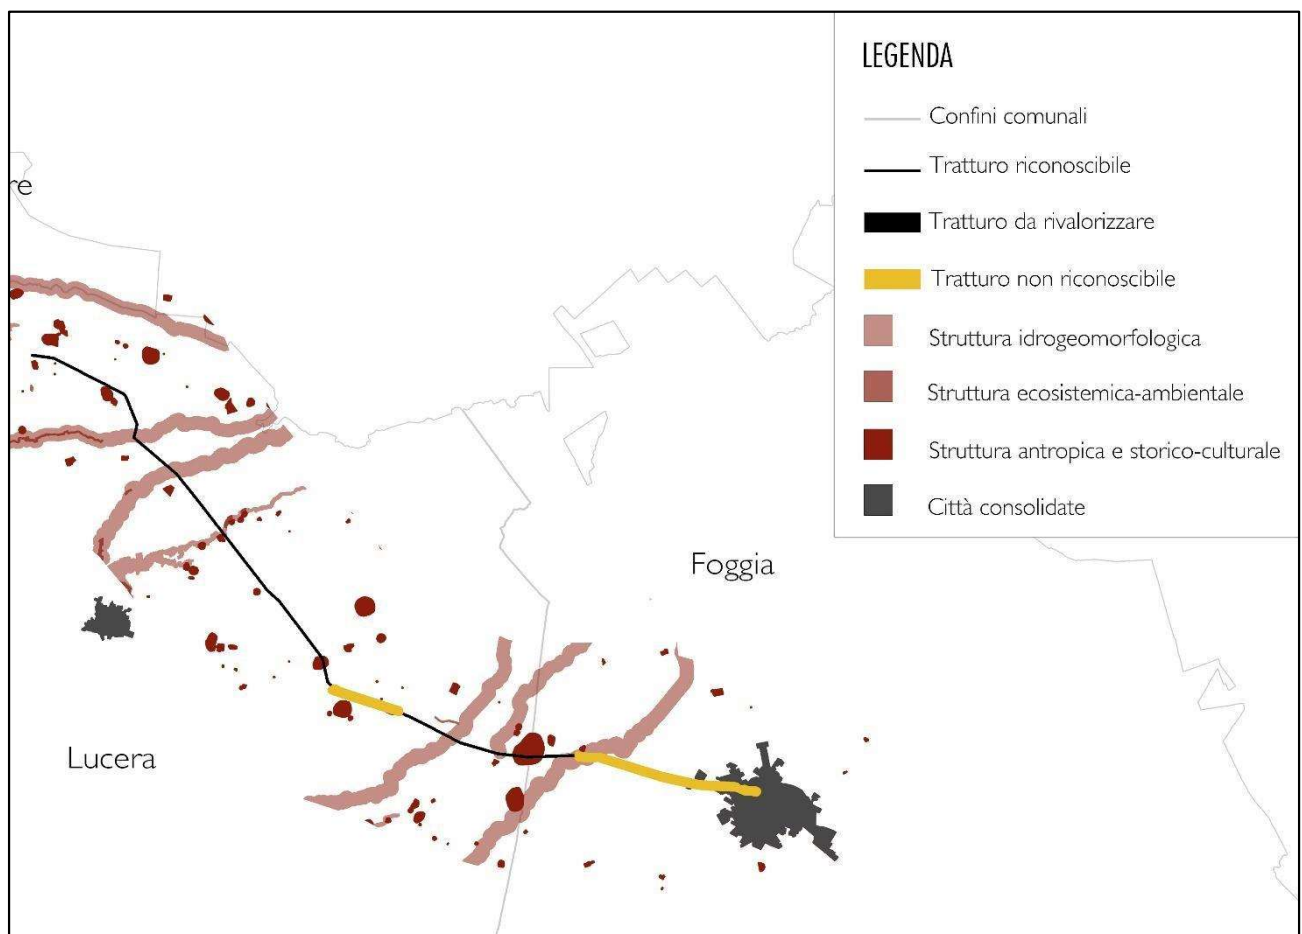 LEGENDA
Confini comunali
Tratturo riconoscibile
Tratturo da rivalorizzare
Tratturo non riconoscibile
Struttura idrogeomorfologica
Struttura ecosistemica-ambientale
Struttura antropica e storico-culturale
Città consolidate
re
Foggia
Lucera